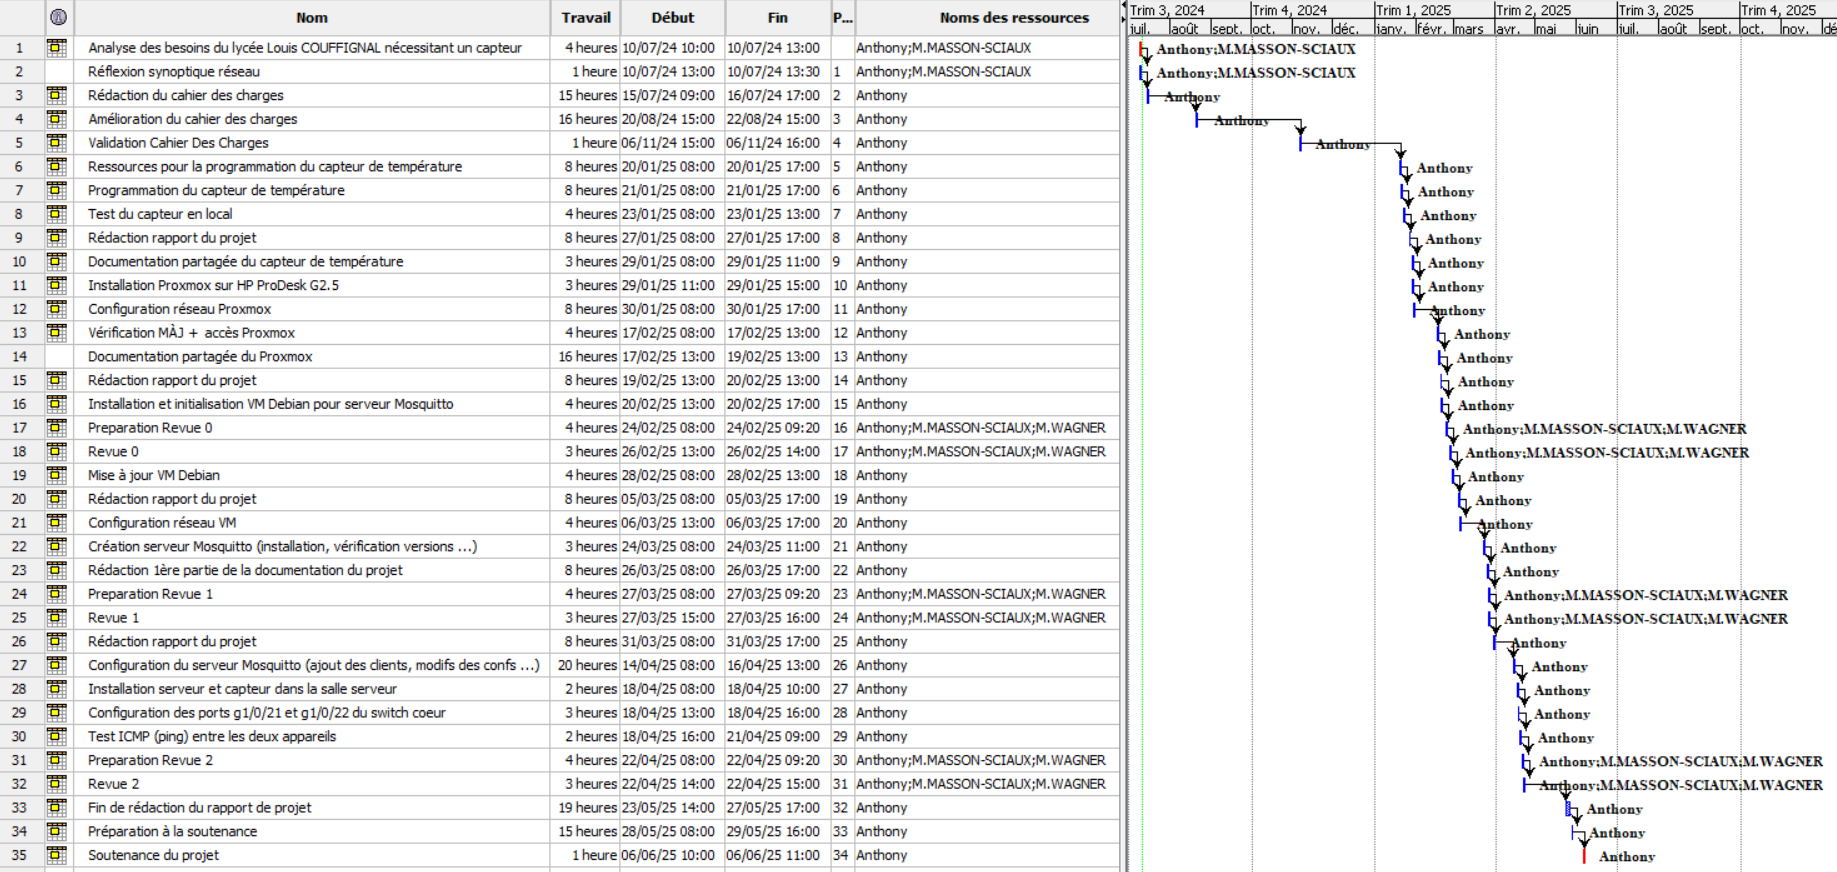 Nom Travail Début Fin P... Noms des ressources
1 Analyse des besoins du lycée Louis COUFFIGNAL nécessitant un capteur 4 heures 10/07/24 10:00 10/07/24 13:00 Anthony;M.MASSON-SCIAUX
2 Réflexion synoptique réseau 1 heure 10/07/24 13:00 10/07/24 13:30 1 Anthony;M.MASSON-SCIAUX
3 Rédaction du cahier des charges 15 heures 15/07/24 09:00 16/07/24 17:00 2 Anthony
4 Amélioration du cahier des charges 16 heures 20/08/24 15:00 22/08/24 15:00 3 Anthony
5 Validation Cahier Des Charges 1 heure 06/11/24 15:00 06/11/24 16:00 4 Anthony
6 Ressources pour la programmation du capteur de température 8 heures 20/01/25 08:00 20/01/25 17:00 5 Anthony
7 Programmation du capteur de température 8 heures 21/01/25 08:00 21/01/25 17:00 6 Anthony
8 Test du capteur en local 4 heures 23/01/25 08:00 23/01/25 13:00 7 Anthony
9 Rédaction rapport du projet 8 heures 27/01/25 08:00 27/01/25 17:00 8 Anthony
10 Documentation partagée du capteur de température 3 heures 29/01/25 08:00 29/01/25 11:00 9 Anthony
11 Installation Proxmox sur HP ProDesk G2.5 3 heures 29/01/25 11:00 29/01/25 15:00 10 Anthony
12 Configuration réseau Proxmox 8 heures 30/01/25 08:00 30/01/25 17:00 11 Anthony
13 Vérification MÀJ + accès Proxmox 4 heures 17/02/25 08:00 17/02/25 13:00 12 Anthony
14 Documentation partagée du Proxmox 16 heures 17/02/25 13:00 19/02/25 13:00 13 Anthony
15 Rédaction rapport du projet 8 heures 19/02/25 13:00 20/02/25 13:00 14 Anthony
16 Installation et initialisation VM Debian pour serveur Mosquitto 4 heures 20/02/25 13:00 20/02/25 17:00 15 Anthony
17 Preparation Revue 0 4 heures 24/02/25 08:00 24/02/25 09:20 16 Anthony;M.MASSON-SCIAUX;M.WAGNER
18 Revue 0 3 heures 26/02/25 13:00 26/02/25 14:00 17 Anthony;M.MASSON-SCIAUX;M.WAGNER
19 Mise à jour VM Debian 4 heures 28/02/25 08:00 28/02/25 13:00 18 Anthony
20 Rédaction rapport du projet 8 heures 05/03/25 08:00 05/03/25 17:00 19 Anthony
21 Configuration réseau VM 4 heures 06/03/25 13:00 06/03/25 17:00 20 Anthony
22 Création serveur Mosquitto (installation, vérification versions ...) 3 heures 24/03/25 08:00 24/03/25 11:00 21 Anthony
23 Rédaction 1ère partie de la documentation du projet 8 heures 26/03/25 08:00 26/03/25 17:00 22 Anthony
24 Preparation Revue 1 4 heures 27/03/25 08:00 27/03/25 09:20 23 Anthony;M.MASSON-SCIAUX;M.WAGNER
25 Revue 1 3 heures 27/03/25 15:00 27/03/25 16:00 24 Anthony;M.MASSON-SCIAUX;M.WAGNER
26 Rédaction rapport du projet 8 heures 31/03/25 08:00 31/03/25 17:00 25 Anthony
27 Configuration du serveur Mosquitto (ajout des clients, modifs des confs ...) 20 heures 14/04/25 08:00 16/04/25 13:00 26 Anthony
28 Installation serveur et capteur dans la salle serveur 2 heures 18/04/25 08:00 18/04/25 10:00 27 Anthony
29 Configuration des ports g1/0/21 et g1/0/22 du switch coeur 3 heures 18/04/25 13:00 18/04/25 16:00 28 Anthony
30 Test ICMP (ping) entre les deux appareils 2 heures 18/04/25 16:00 21/04/25 09:00 29 Anthony
31 Preparation Revue 2 4 heures 22/04/25 08:00 22/04/25 09:20 30 Anthony;M.MASSON-SCIAUX;M.WAGNER
32 Revue 2 3 heures 22/04/25 14:00 22/04/25 15:00 31 Anthony;M.MASSON-SCIAUX;M.WAGNER
33 Fin de rédaction du rapport de projet 19 heures 23/05/25 14:00 27/05/25 17:00 32 Anthony
34 Préparation à la soutenance 15 heures 28/05/25 08:00 29/05/25 16:00 33 Anthony
35 Soutenance du projet 1 heure 06/06/25 10:00 06/06/25 11:00 34 Anthony
Trim 3, 2024 Trim 4, 2024 Trim 1, 2025 Trim 2, 2025 Trim 3, 2025 Trim 4, 2025
juil. août sept. oct. nov. déc. janv. févr. mars avr. mai juin juil. août sept. oct. nov. dé
Anthony;M.MASSON-SCIAUX
Anthony;M.MASSON-SCIAUX
Anthony
Anthony
Anthony
Anthony
Anthony
Anthony
Anthony
Anthony
Anthony
Anthony
Anthony
Anthony
Anthony
Anthony
Anthony;M.MASSON-SCIAUX;M.WAGNER
Anthony;M.MASSON-SCIAUX;M.WAGNER
Anthony
Anthony
Anthony
Anthony
Anthony
Anthony;M.MASSON-SCIAUX;M.WAGNER
Anthony;M.MASSON-SCIAUX;M.WAGNER
Anthony
Anthony
Anthony
Anthony
Anthony
Anthony;M.MASSON-SCIAUX;M.WAGNER
Anthony;M.MASSON-SCIAUX;M.WAGNER
Anthony
Anthony
Anthony